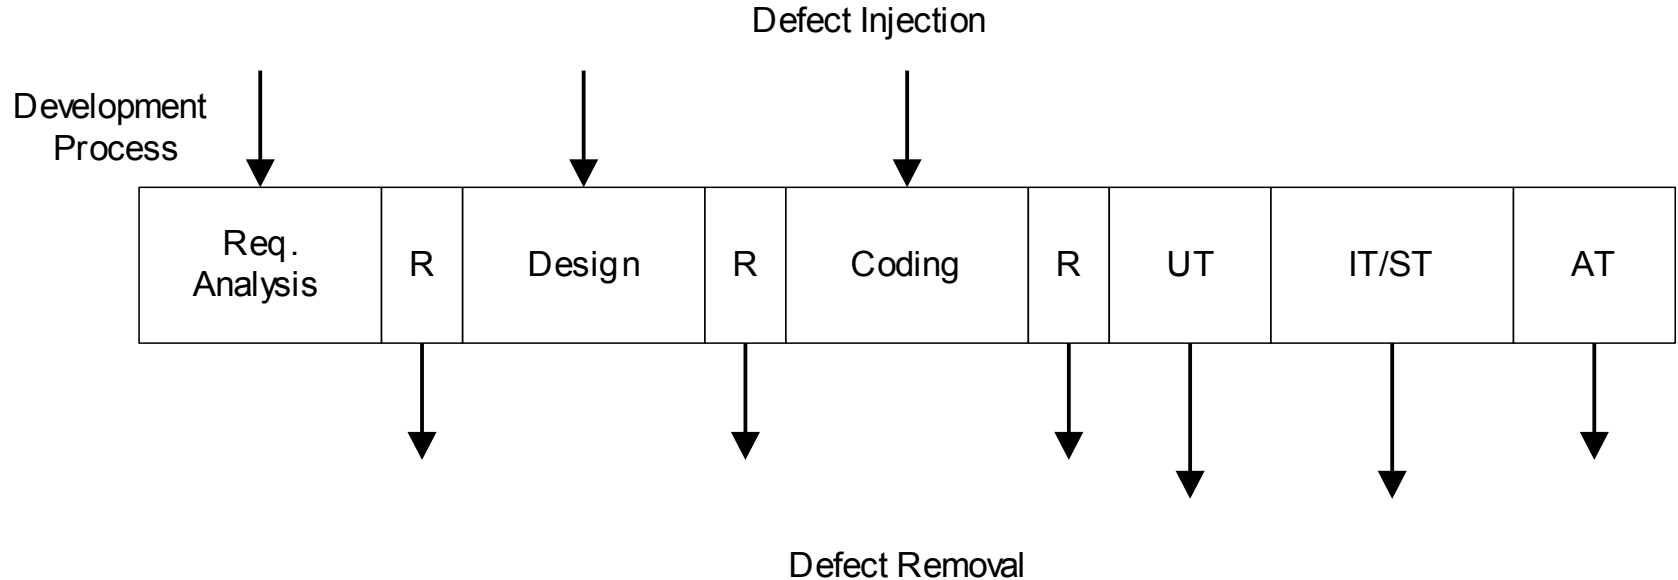 Defect Injection
Development
Process
Req.
Analysis
R
Design
R
Coding
R
UT
IT/ST
AT
Defect Removal